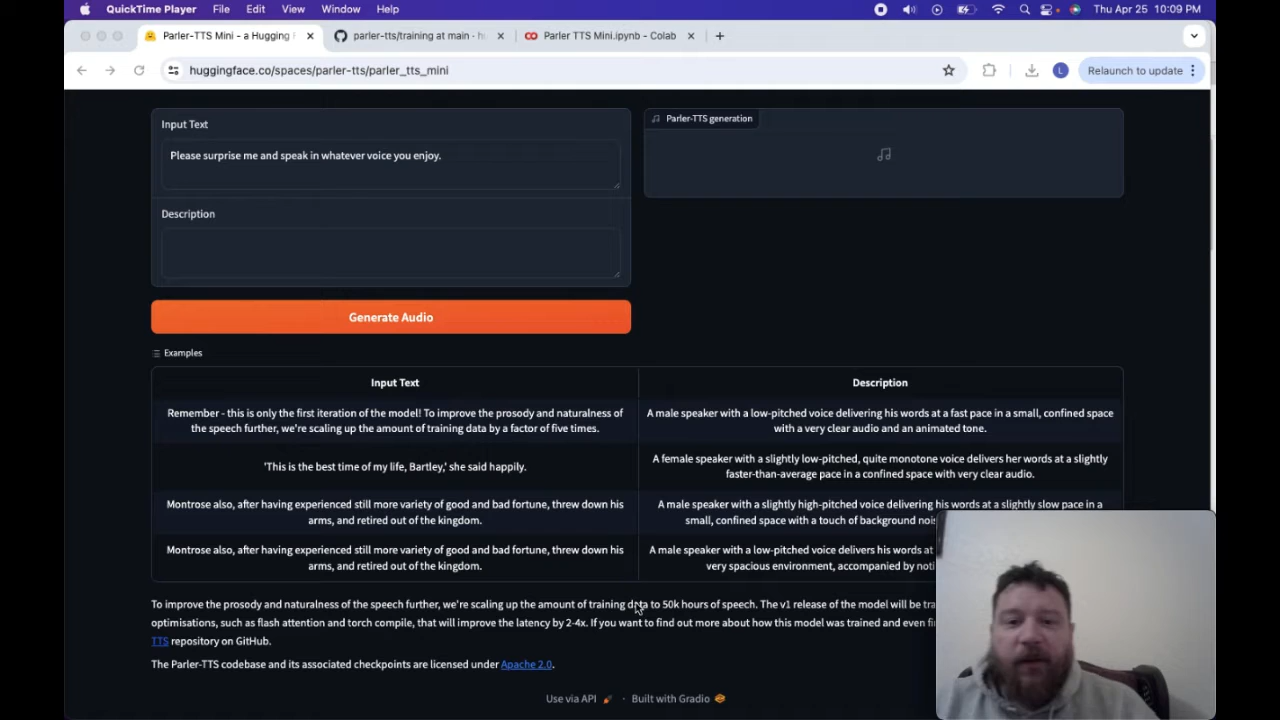 QuickTime Player File Edit View Window Help Thu Apr 25 10:09 PM
Parler-TTS Mini - a Hugging F parler-tts/training at main · h Parler TTS Mini.ipynb - Colab
huggingface.co/spaces/parler-tts/parler_tts_mini L Relaunch to update
Input Text
Please surprise me and speak in whatever voice you enjoy.
Description
Parler-TTS generation
Generate Audio
Examples
Input Text
Description
Remember - this is only the first iteration of the model! To improve the prosody and naturalness of
the speech further, we're scaling up the amount of training data by a factor of five times.
A male speaker with a low-pitched voice delivering his words at a fast pace in a small, confined space
with a very clear audio and an animated tone.
'This is the best time of my life, Bartley,' she said happily.
A female speaker with a slightly low-pitched, quite monotone voice delivers her words at a slightly
faster-than-average pace in a confined space with very clear audio.
Montrose also, after having experienced still more variety of good and bad fortune, threw down his
arms, and retired out of the kingdom.
A male speaker with a slightly high-pitched voice delivering his words at a slightly slow pace in a
small, confined space with a touch of background
Montrose also, after having experienced still more variety of good and bad fortune, threw down his
arms, and retired out of the kingdom.
A male speaker with a low-pitched voice delivers his words at
very spacious environment, accompanied by
To improve the prosody and naturalness of the speech further, we're scaling up the amount of training data to 50k hours of speech. The v1 release of the model will be
optimisations, such as flash attention and torch compile, that will improve the latency by 2-4x. If you want to find out more about how this model was trained and even
TTS repository on GitHub.
The Parler-TTS codebase and its associated checkpoints are licensed under Apache 2.0.
Use via API · Built with Gradio